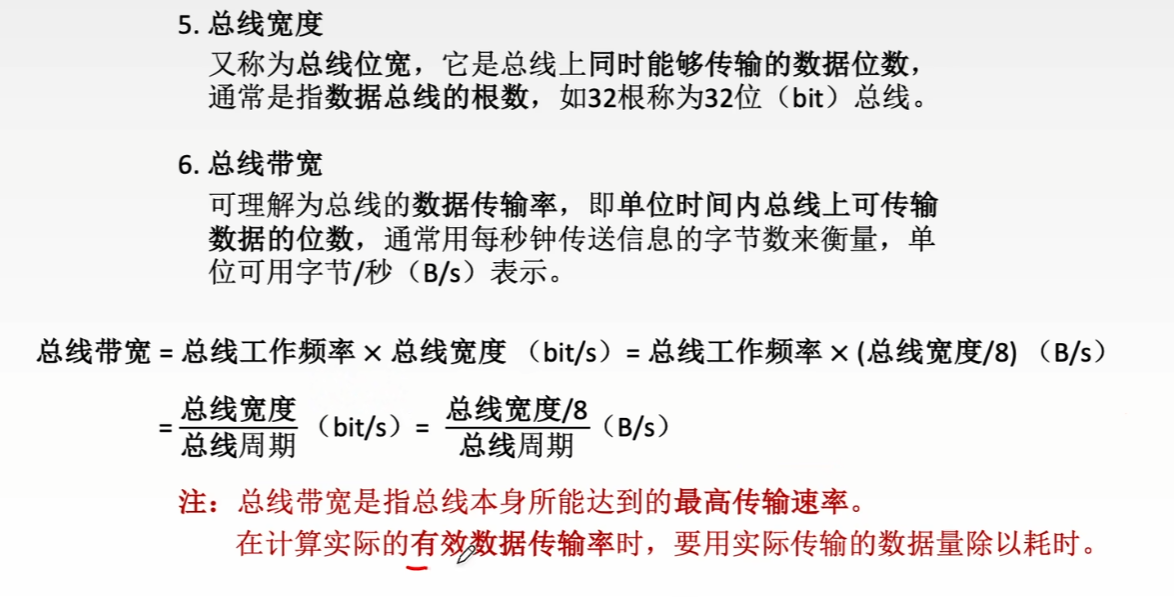 5. 总线宽度
又称为总线位宽，它是总线上同时能够传输的数据位数，
通常是指数据总线的根数，如32根称为32位（bit）总线。
6. 总线带宽
可理解为总线的数据传输率，即单位时间内总线上可传输
数据的位数，通常用每秒钟传送信息的字节数来衡量，单
位可用字节/秒（B/s）表示。
总线带宽 = 总线工作频率 × 总线宽度 （bit/s）= 总线工作频率 × (总线宽度/8) （B/s）
= 总线宽度/总线周期 （bit/s）= 总线宽度/8/总线周期（B/s）
注：总线带宽是指总线本身所能达到的最高传输速率。
在计算实际的有效数据传输率时，要用实际传输的数据量除以耗时。